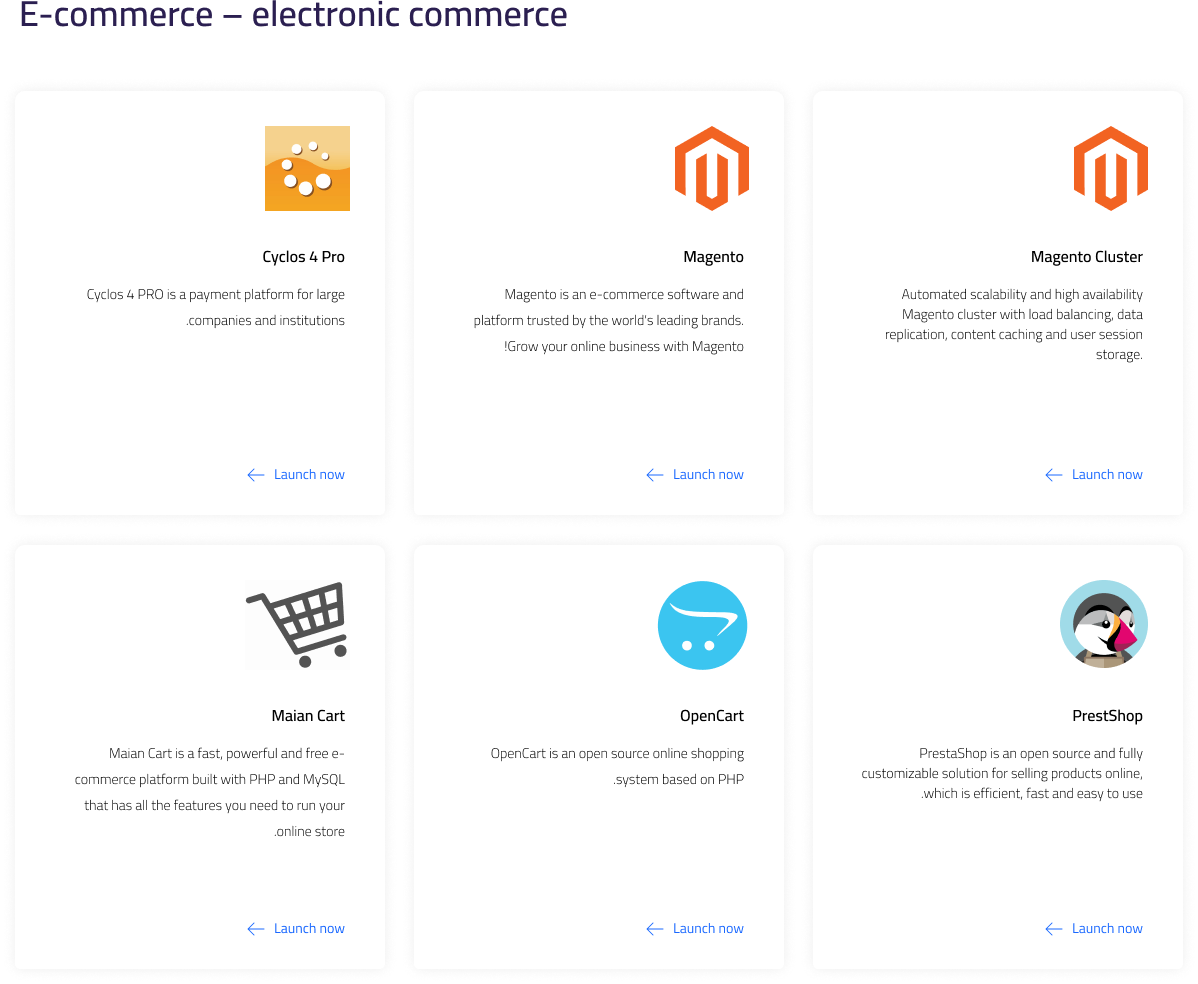 E-commerce – electronic commerce
Cyclos 4 Pro
Cyclos 4 PRO is a payment platform for large
.companies and institutions
Launch now
Magento
Magento is an e-commerce software and
platform trusted by the world's leading brands.
!Grow your online business with Magento
Launch now
Magento Cluster
Automated scalability and high availability
Magento cluster with load balancing, data
replication, content caching and user session
storage.
Launch now
Maian Cart
Maian Cart is a fast, powerful and free e-
commerce platform built with PHP and MySQL
that has all the features you need to run your
.online store
Launch now
OpenCart
OpenCart is an open source online shopping
.system based on PHP
Launch now
PrestShop
PrestaShop is an open source and fully
customizable solution for selling products online,
.which is efficient, fast and easy to use
Launch now